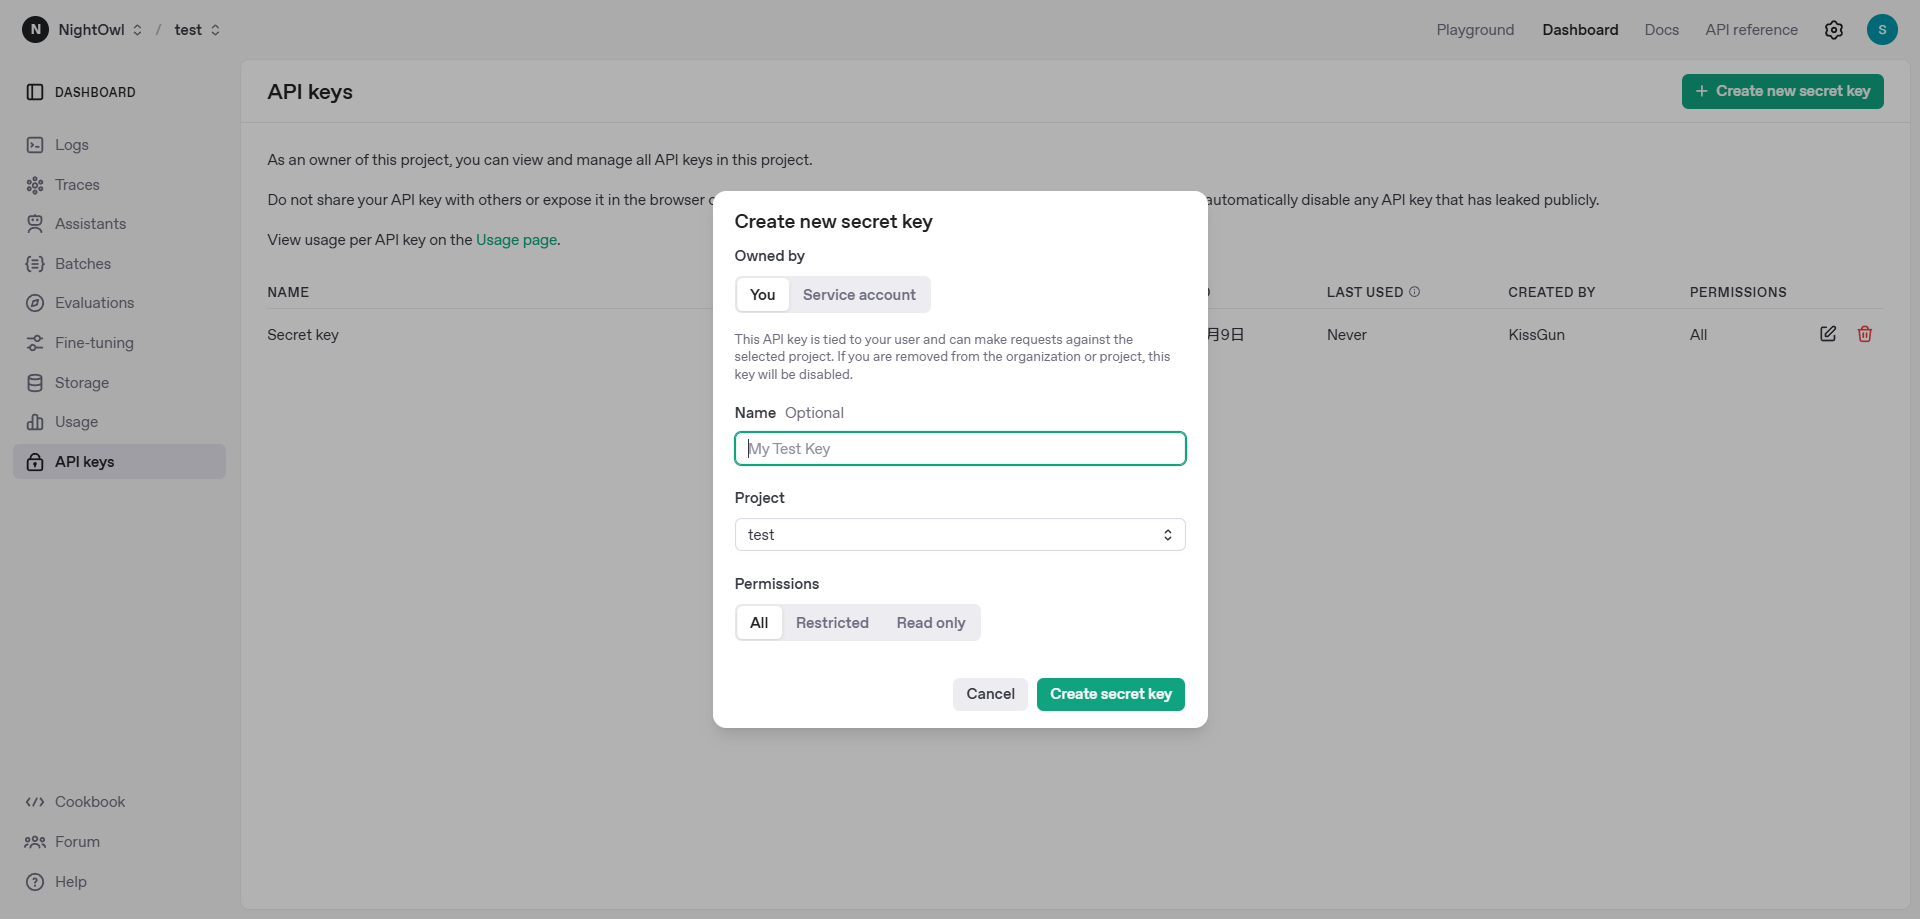 N NightOwl / test
Playground Dashboard Docs API reference S
DASHBOARD
Logs
Traces
Assistants
Batches
Evaluations
Fine-tuning
Storage
Usage
API keys
Cookbook
Forum
Help
API keys
+ Create new secret key
As an owner of this project, you can view and manage all API keys in this project.
Do not share your API key with others or expose it in the browser automatically disable any API key that has leaked publicly.
View usage per API key on the Usage page.
NAME LAST USED CREATED BY PERMISSIONS
Secret key 月9日 Never KissGun All
Create new secret key
Owned by
You Service account
This API key is tied to your user and can make requests against the
selected project. If you are removed from the organization or project, this
key will be disabled.
Name Optional
My Test Key
Project
test
Permissions
All Restricted Read only
Cancel Create secret key